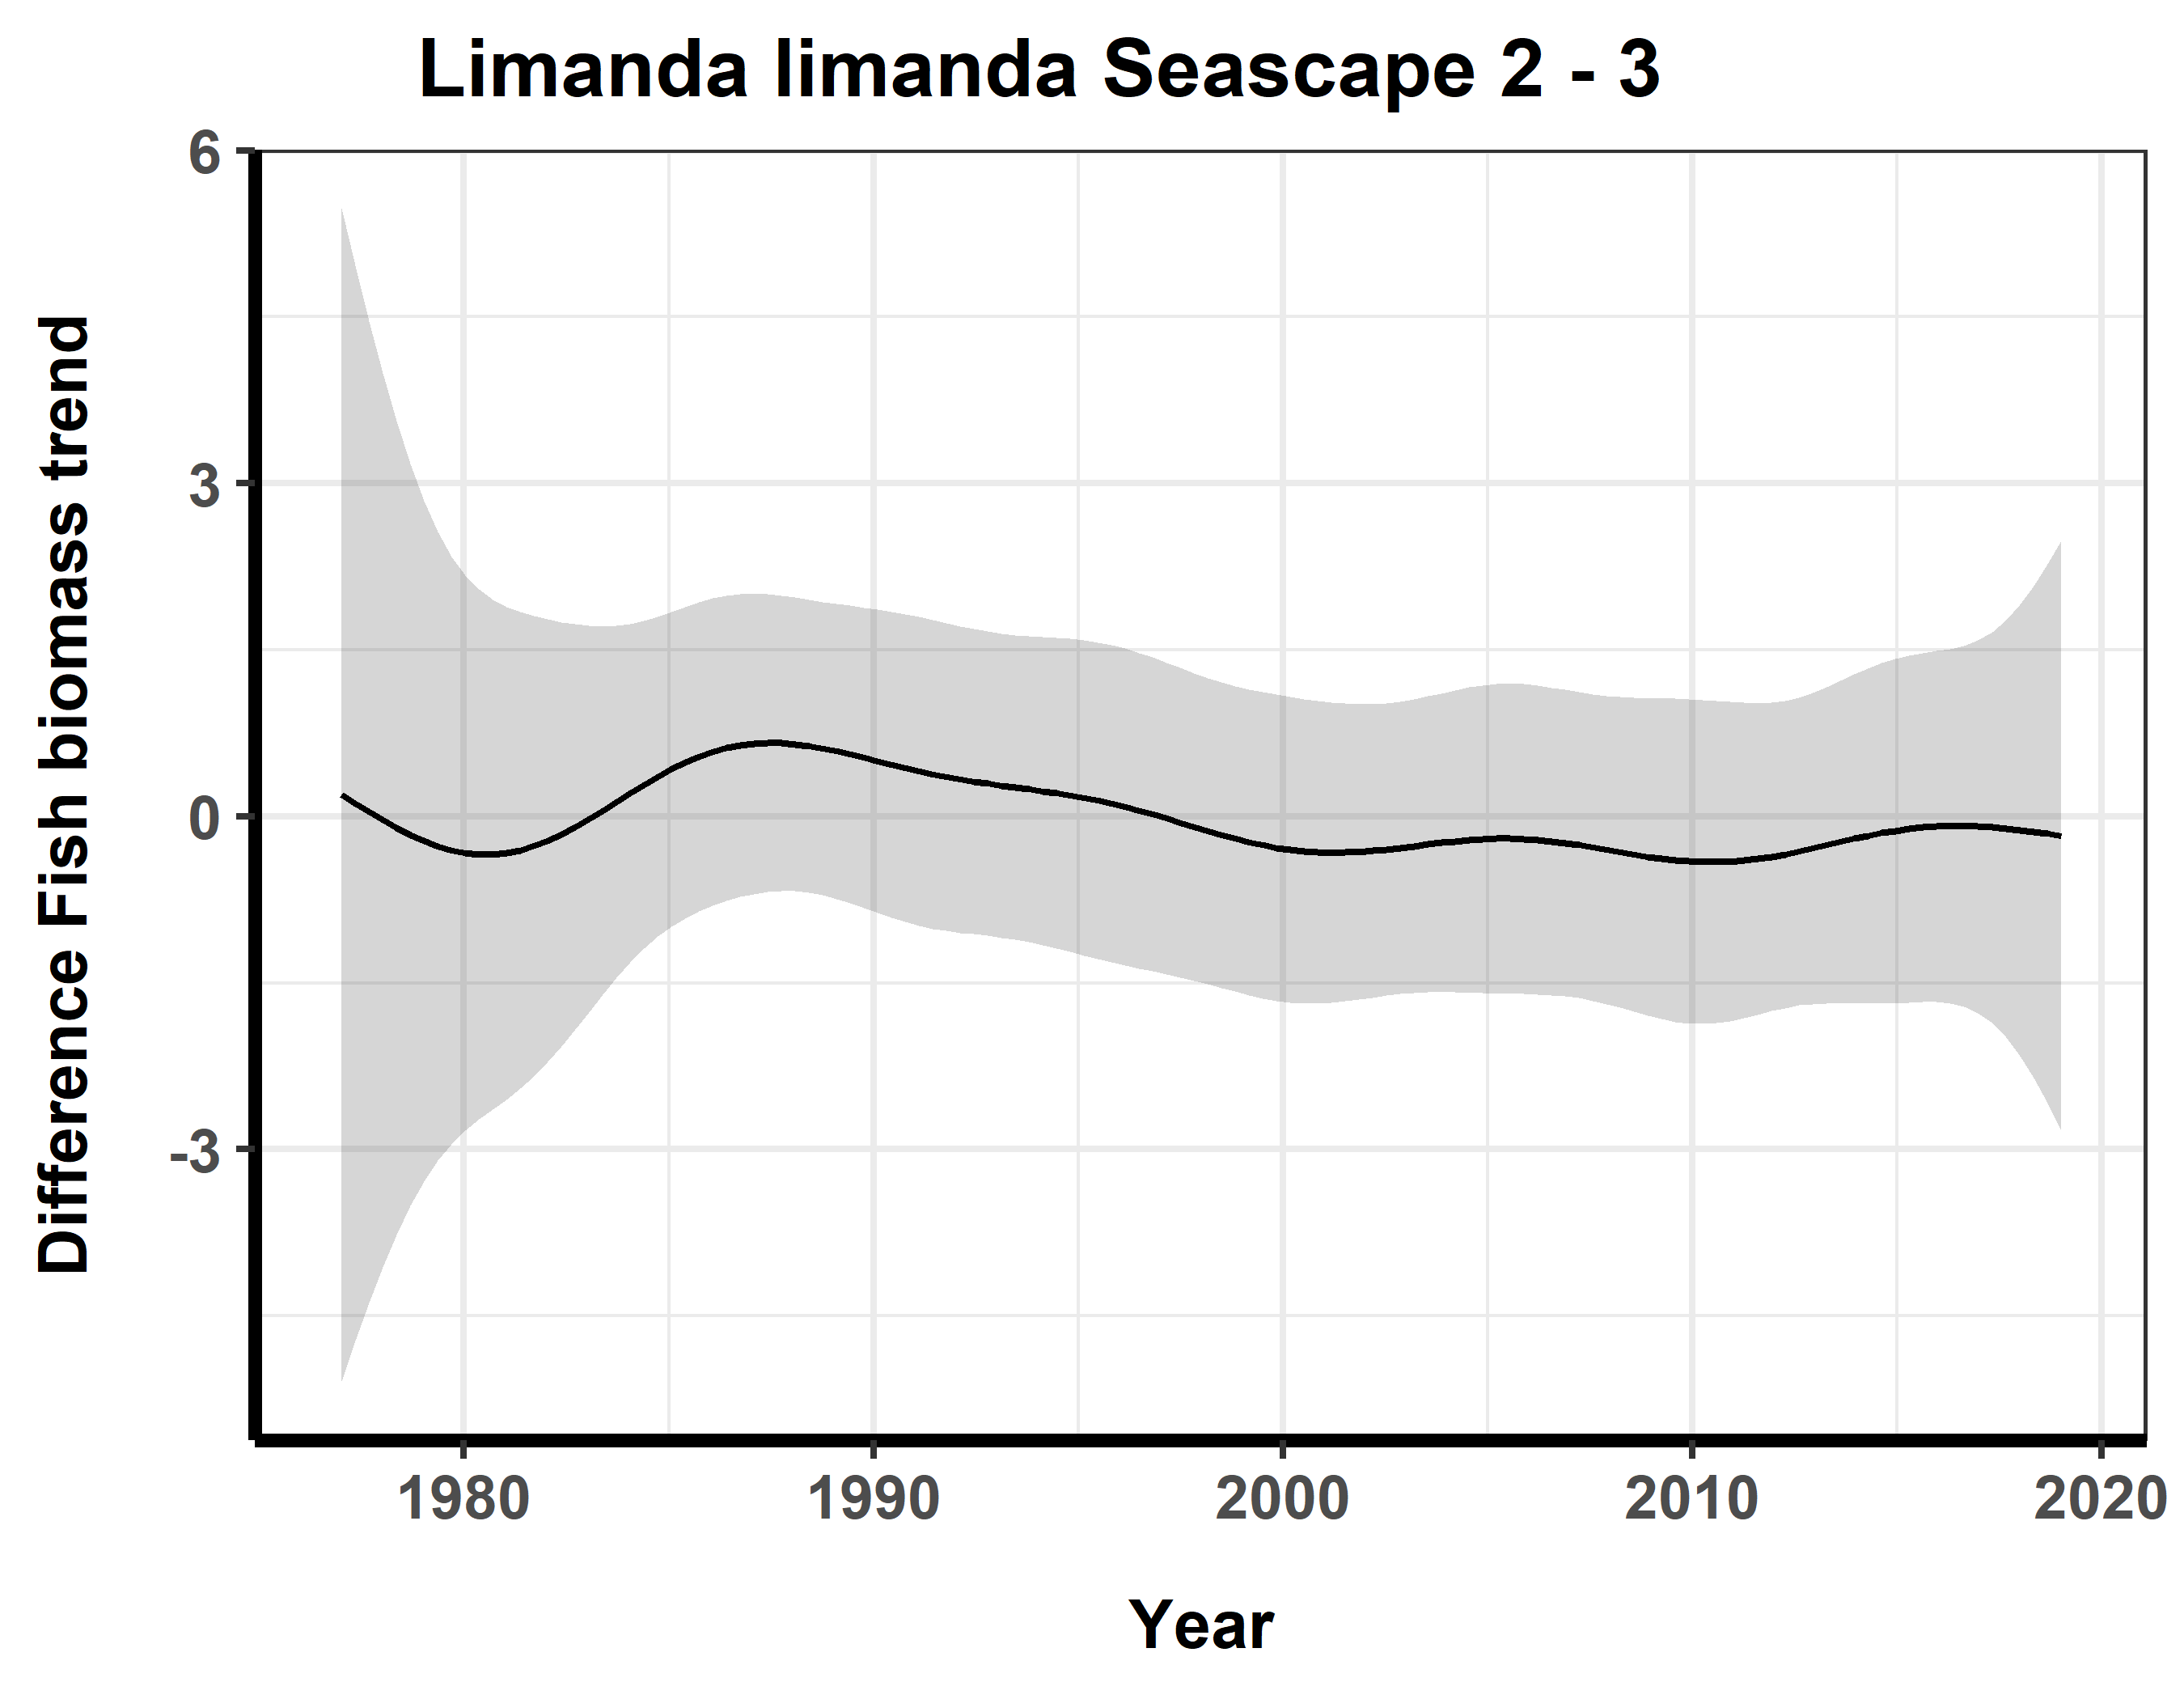 Limanda limanda Seascape 2 - 3
Difference Fish biomass trend
6
3
0
-3
1980 1990 2000 2010 2020
Year